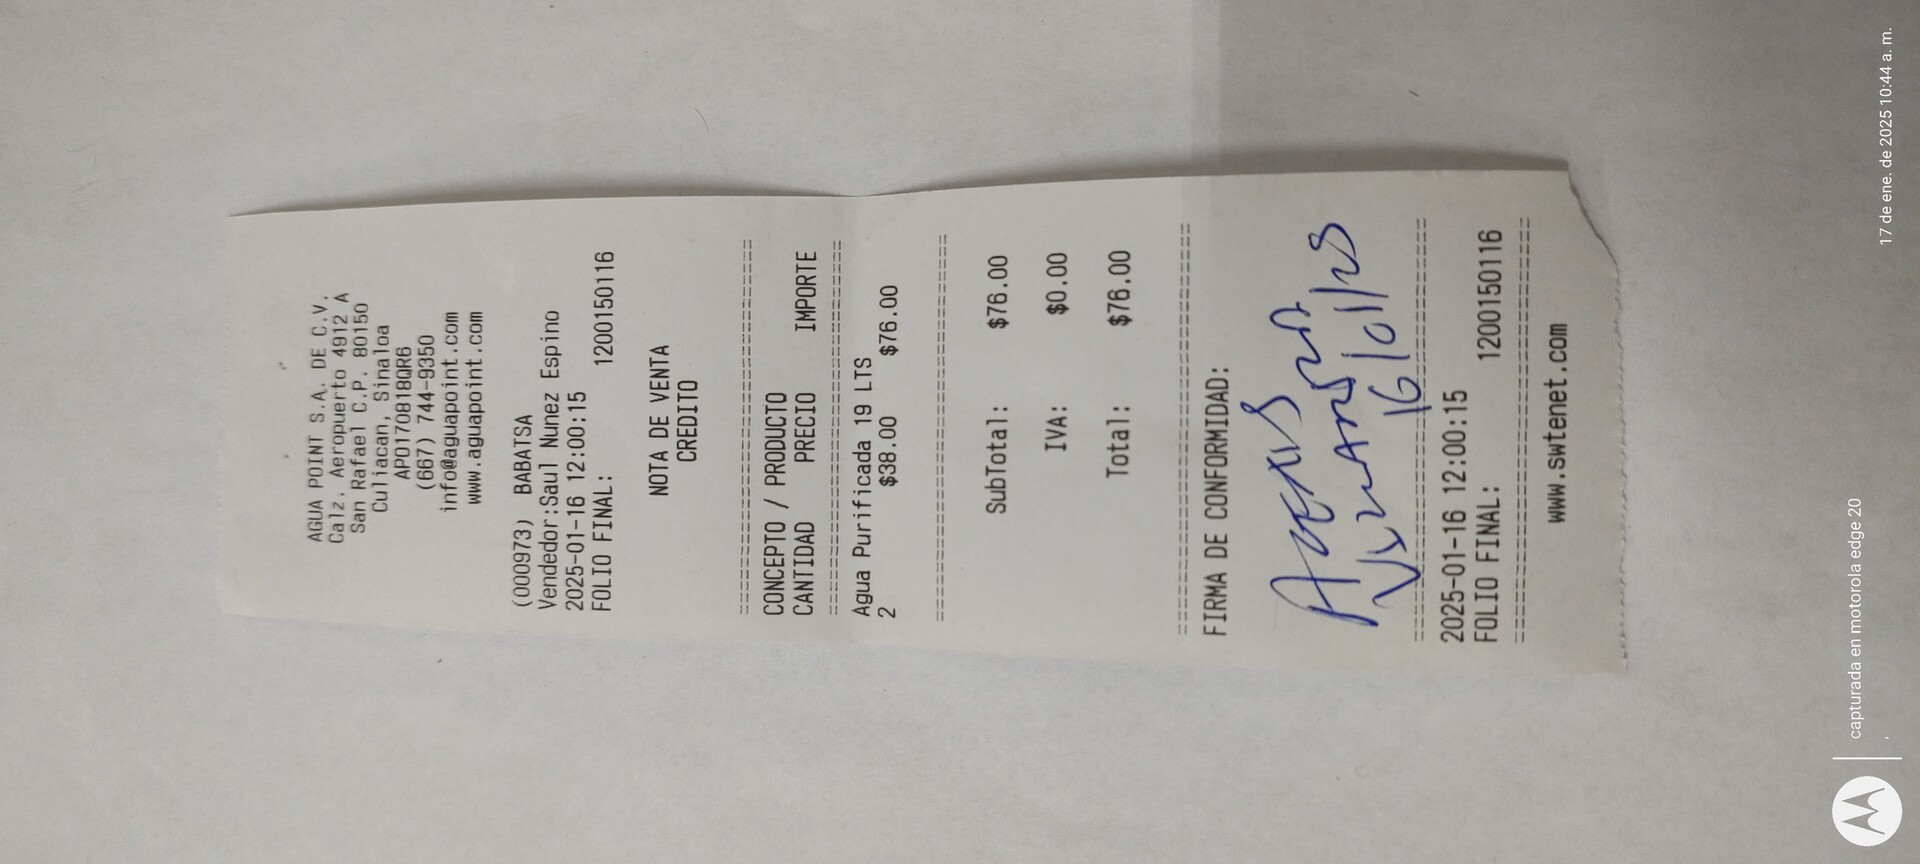 AGUA POINT S.A. DE C.V.
Calz. Aeropuerto 4912 A
San Rafael C.P. 80150
Culiacan, Sinaloa
APO170818QR6
(667) 744-9350
info@aguapoint.com
www.aguapoint.com
(000973) BABATSA
Vendedor:Saul Nunez Espino
2025-01-16 12:00:15
FOLIO FINAL: 1200150116
NOTA DE VENTA
CREDITO
CONCEPTO / PRODUCTO
CANTIDAD PRECIO IMPORTE
Agua Purificada 19 LTS
2 $38.00 $76.00
SubTotal: $76.00
IVA: $0.00
Total: $76.00
FIRMA DE CONFORMIDAD:
16/01/25
2025-01-16 12:00:15
FOLIO FINAL: 1200150116
www.swtenet.com
capturada en motorola edge 20
17 de ene. de 2025 10:44 a. m.